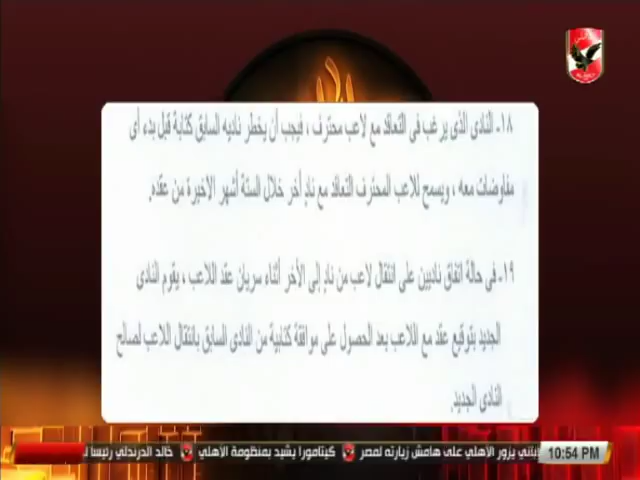 ١٨- النادى الذى يرغب فى التعاقد مع لاعب محترف ، فيجب أن يخطر ناديه السابق كتابة قبل بدء أى
مفاوضات معه ، ويسمح للاعب المحترف التعاقد مع ناد أخر خلال الستة أشهر الاخيرة من عقده.
١٩- فى حالة اتفاق ناديين على انتقال لاعب من ناد إلى الأخر أثناء سريان عقد اللاعب ، يقوم النادى
الجديد بتوقيع عقد مع اللاعب بعد الحصول على موافقة كتابية من النادى السابق بانتقال اللاعب لصالح
النادى الجديد.
يابانى يزور الأهلي على هامش زيارته لمصر كيتامورا يشيد بمنظومة الأهلي خالد الدرندلي رئيسا
10:54 PM